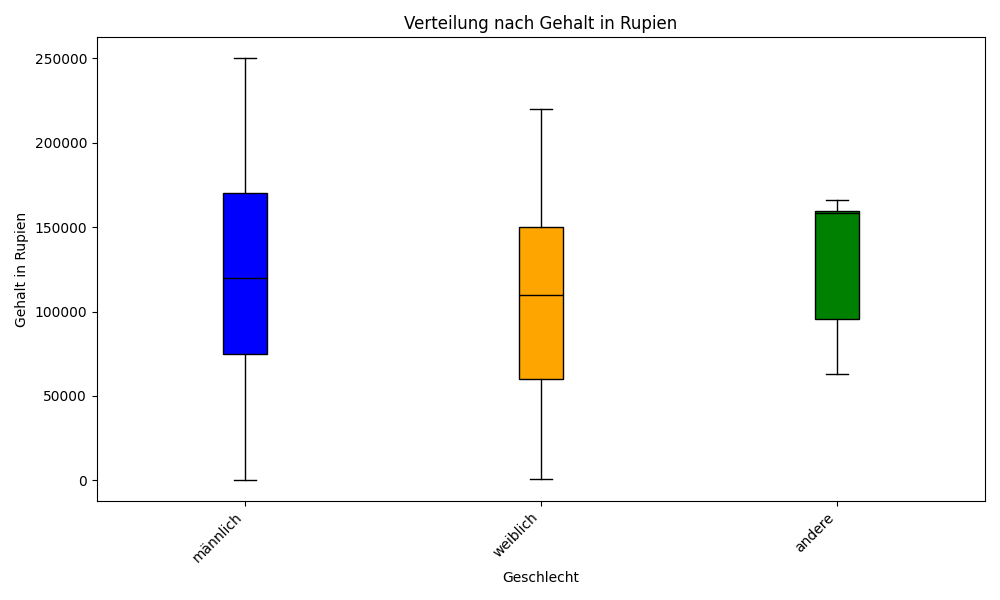 Verteilung nach Gehalt in Rupien
Gehalt in Rupien
250000
200000
150000
100000
50000
0
männlich
weiblich
andere
Geschlecht